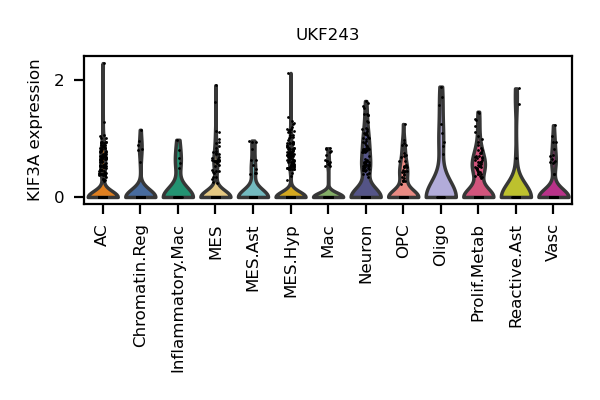 UKF243
KIF3A expression
2
0
AC
Chromatin.Reg
Inflammatory.Mac
MES
MES.Ast
MES.Hyp
Mac
Neuron
OPC
Oligo
Prolif.Metab
Reactive.Ast
Vasc